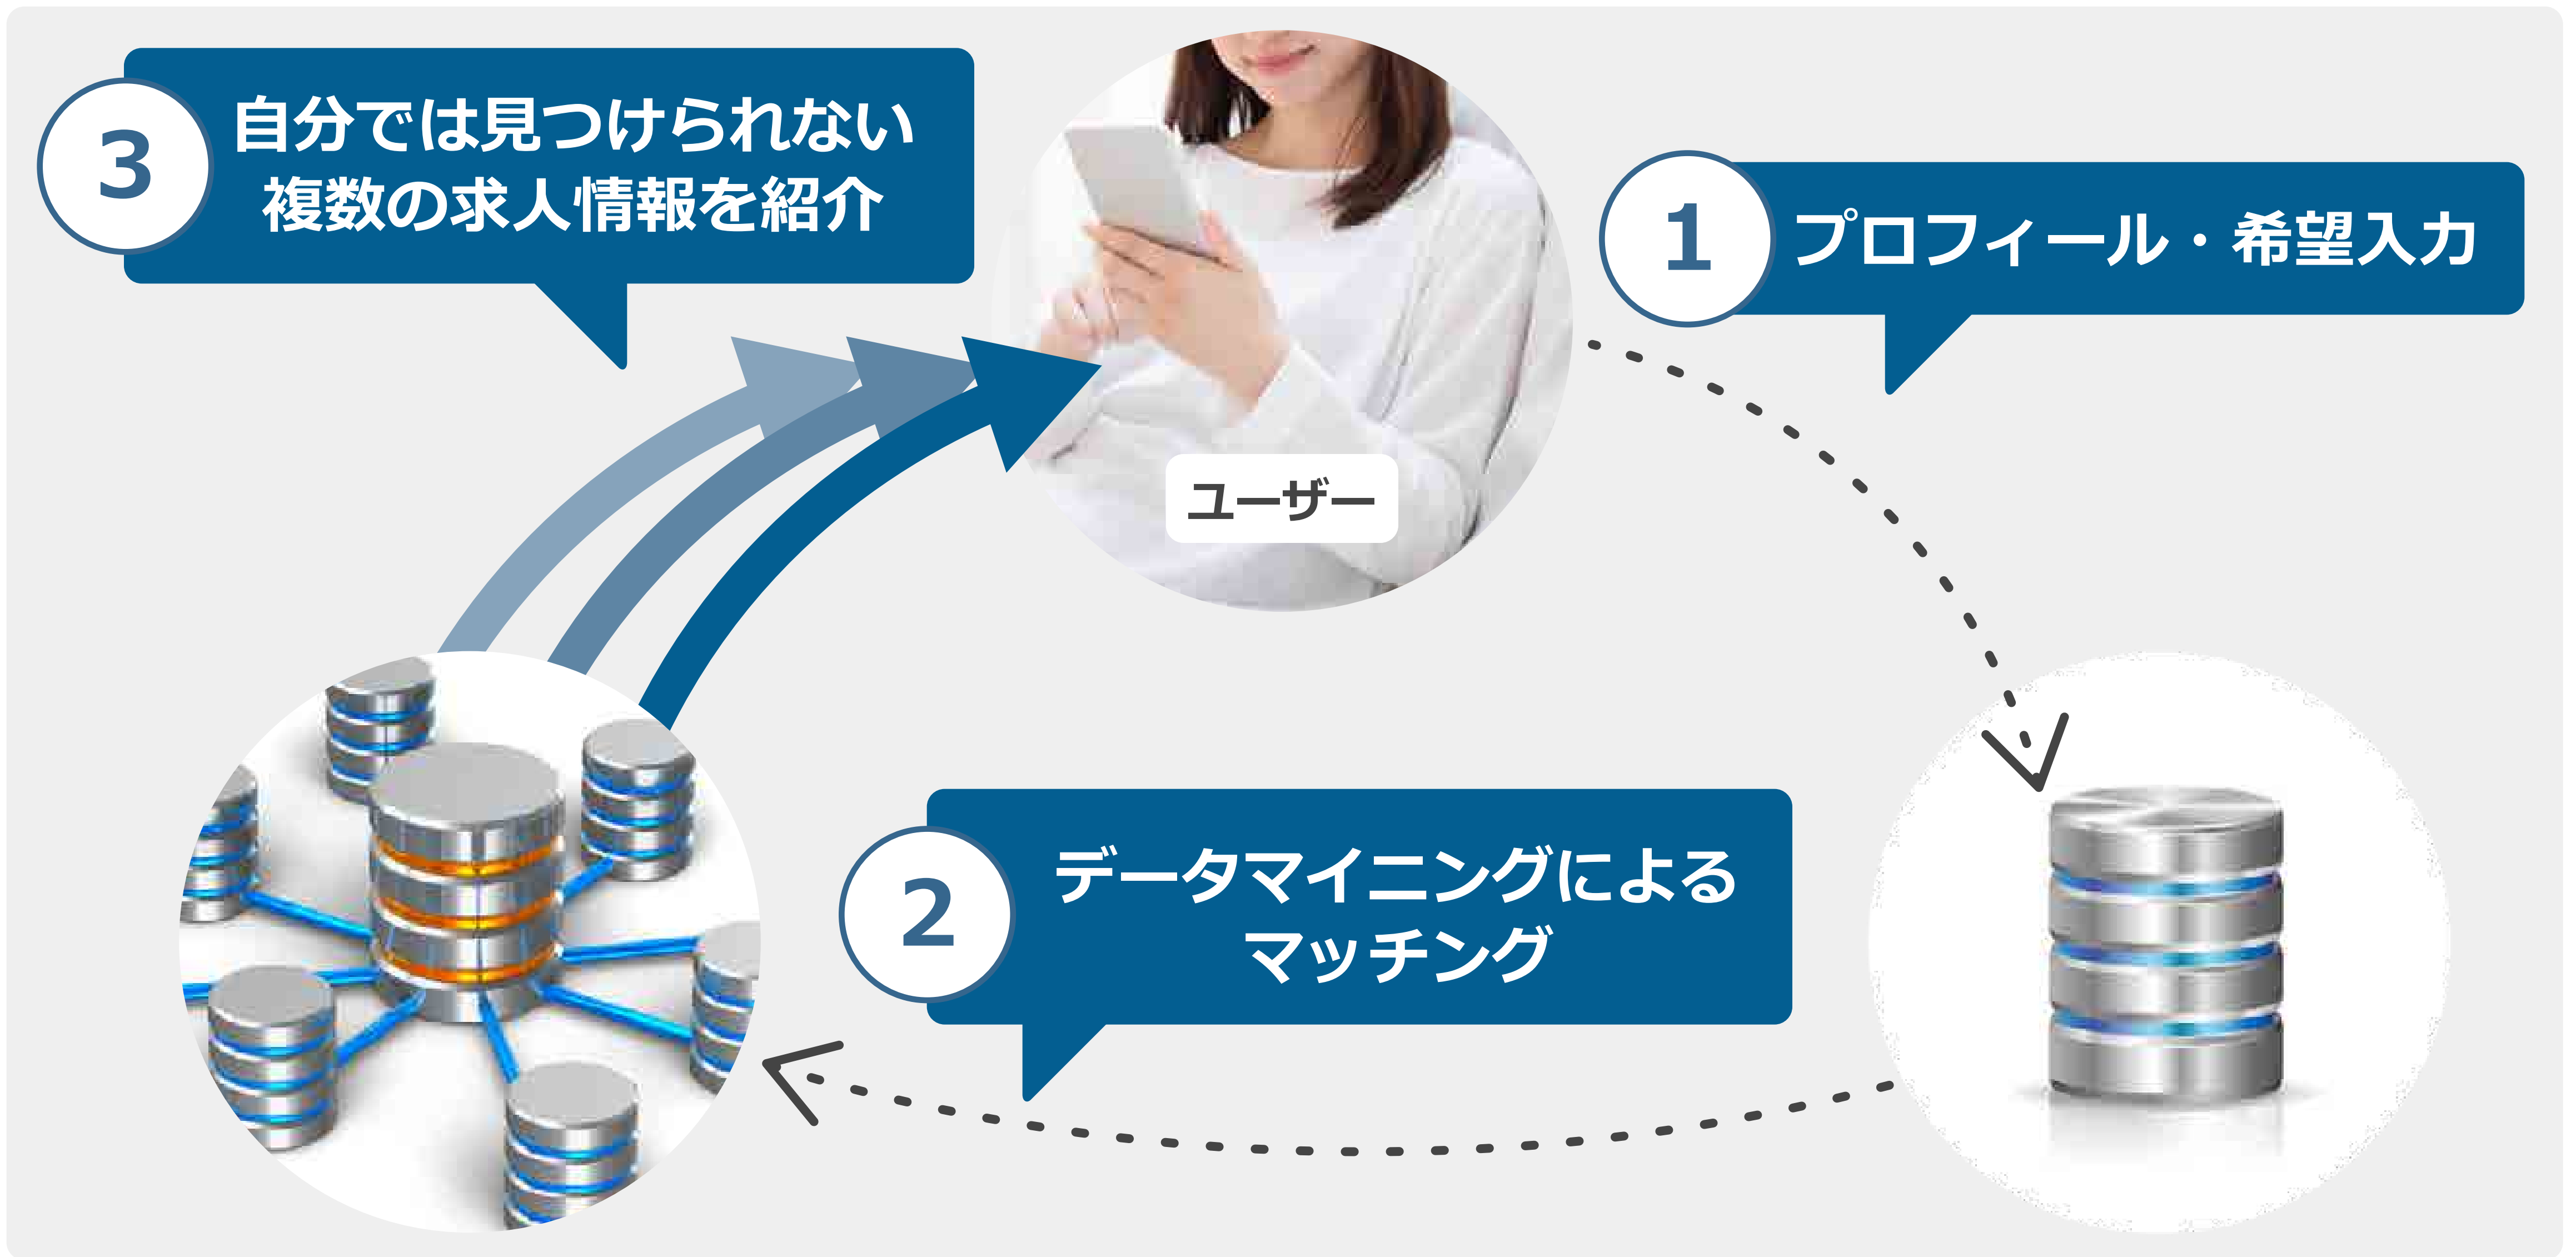 3
自分では見つけられない
複数の求人情報を紹介
1
プロフィール・希望入力
ユーザー
2
データマイニングによる
マッチング